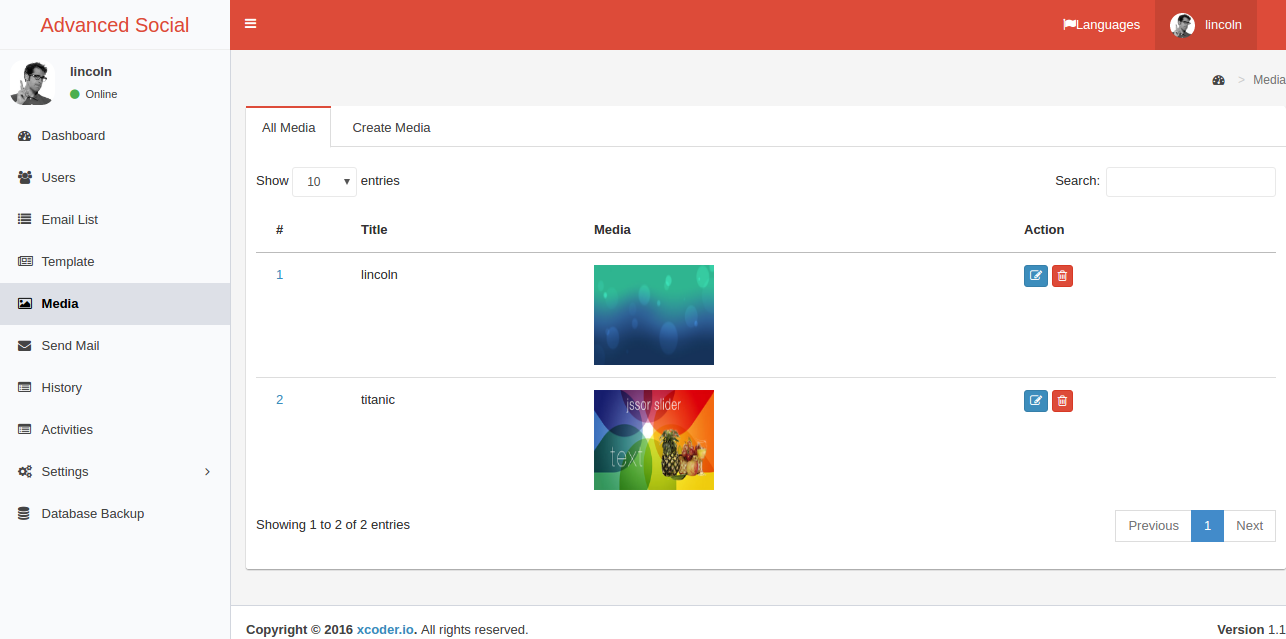 Advanced Social
Languages
lincoln
lincoln
Online
Dashboard
Users
Email List
Template
Media
Send Mail
History
Activities
Settings
Database Backup
> Media
All Media
Create Media
Show 10 entries
Search:
# Title Media Action
1 lincoln
2 titanic
jssor slider
text
Showing 1 to 2 of 2 entries
Previous 1 Next
Copyright © 2016 xcoder.io. All rights reserved.
Version 1.1